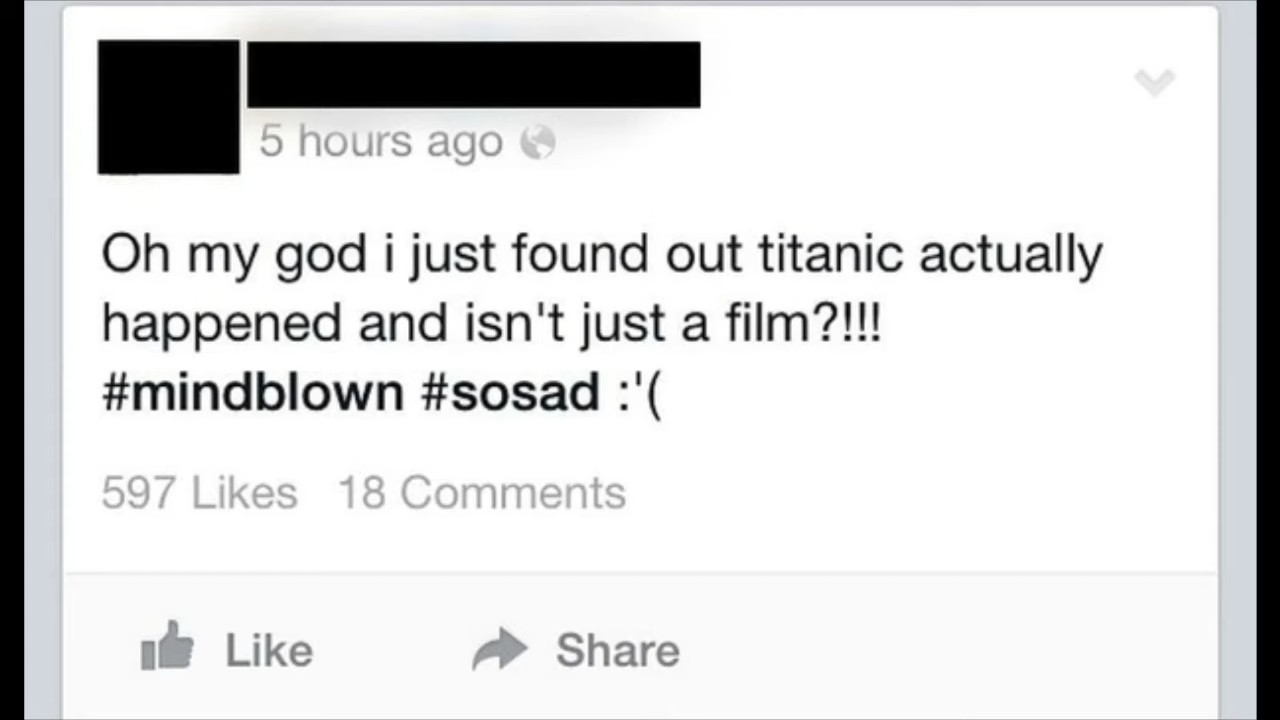 5 hours ago
Oh my god i just found out titanic actually
happened and isn't just a film?!!!
#mindblown #sosad :'(
597 Likes 18 Comments
Like Share